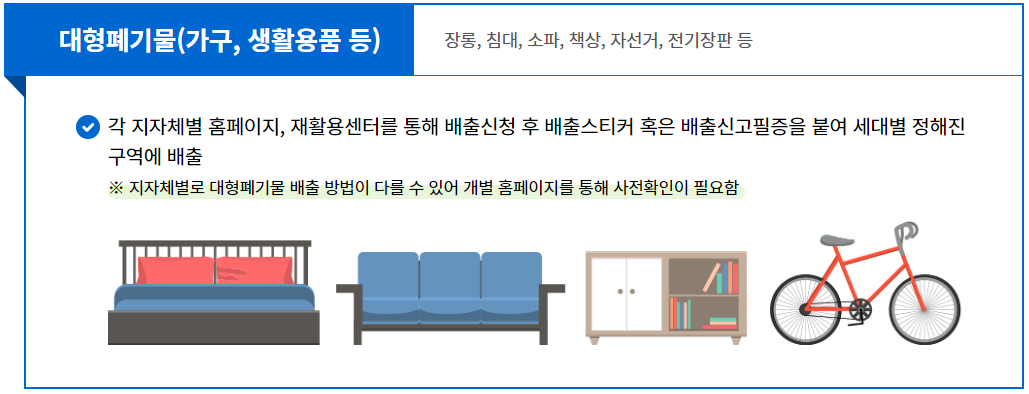 대형폐기물(가구, 생활용품 등)
장롱, 침대, 소파, 책상, 자선거, 전기장판 등
각 지자체별 홈페이지, 재활용센터를 통해 배출신청 후 배출스티커 혹은 배출신고필증을 붙여 세대별 정해진
구역에 배출
※ 지자체별로 대형폐기물 배출 방법이 다를 수 있어 개별 홈페이지를 통해 사전확인이 필요함